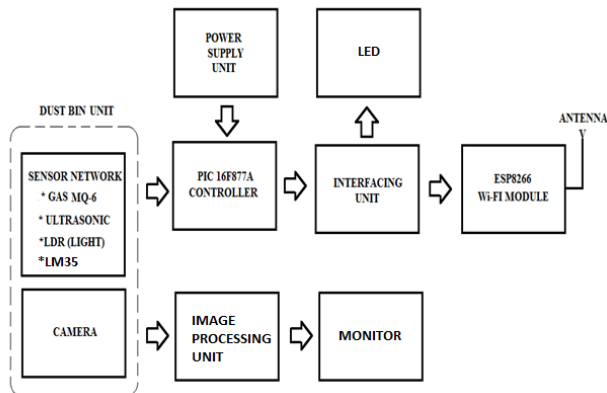 POWER
SUPPLY
UNIT
LED
DUST BIN UNIT
ANTENNA
SENSOR NETWORK
* GAS MQ-6
* ULTRASONIC
*LDR (LIGHT)
*LM35
PIC 16F877A
CONTROLLER
INTERFACING
UNIT
ESP8266
Wi-FI MODULE
CAMERA
IMAGE
PROCESSING
UNIT
MONITOR